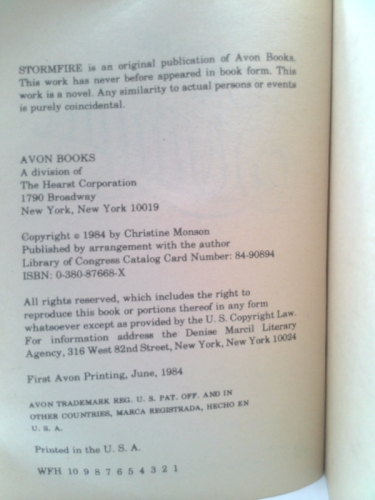 STORMFIRE is an original publication of Avon Books.
This work has never before appeared in book form. This
work is a novel. Any similarity to actual persons or events
is purely coincidental.
AVON BOOKS
A division of
The Hearst Corporation
1790 Broadway
New York, New York 10019
Copyright © 1984 by Christine Monson
Published by arrangement with the author
Library of Congress Catalog Card Number: 84-90894
ISBN: 0-380-87668-X
All rights reserved, which includes the right to
reproduce this book or portions thereof in any form
whatsoever except as provided by the U. S. Copyright Law.
For information address the Denise Marcil Literary
Agency, 316 West 82nd Street, New York, New York 10024
First Avon Printing, June, 1984
AVON TRADEMARK REG. U. S. PAT. OFF. AND IN
OTHER COUNTRIES, MARCA REGISTRADA, HECHO EN
U. S. A.
Printed in the U. S. A.
WFH 10 9 8 7 6 5 4 3 2 1